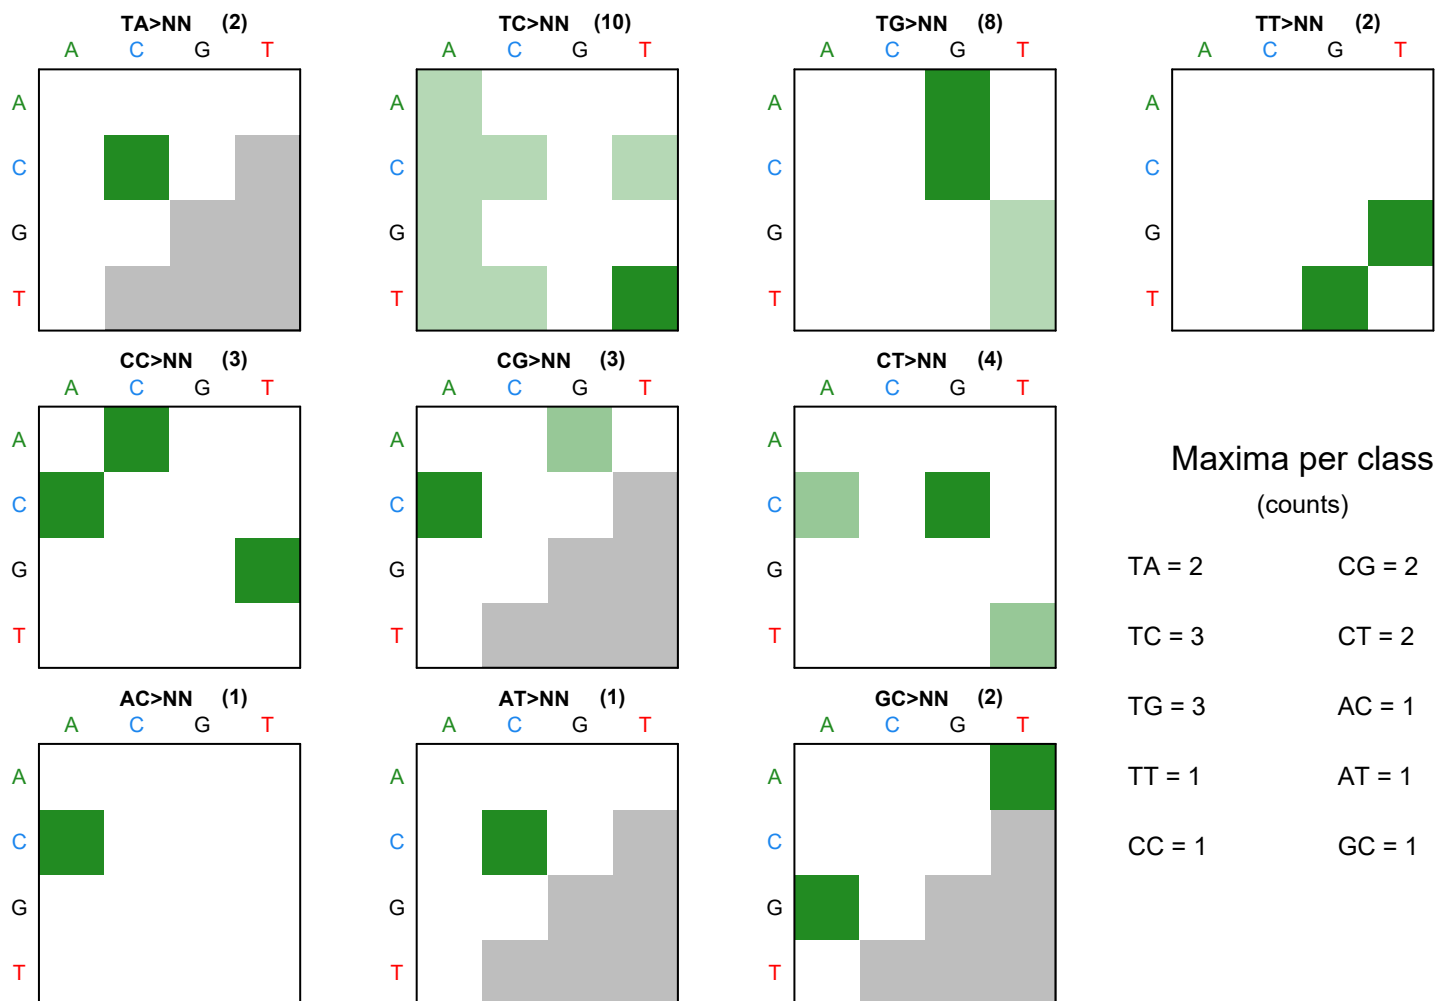 TA>NN (2)
A C G T
A
C
G
T
TC>NN (10)
A C G T
A
C
G
T
TG>NN (8)
A C G T
A
C
G
T
TT>NN (2)
A C G T
A
C
G
T
CC>NN (3)
A C G T
A
C
G
T
CG>NN (3)
A C G T
A
C
G
T
CT>NN (4)
A C G T
A
C
G
T
AC>NN (1)
A C G T
A
C
G
T
AT>NN (1)
A C G T
A
C
G
T
GC>NN (2)
A C G T
A
C
G
T
Maxima per class
(counts)
TA = 2 CG = 2
TC = 3 CT = 2
TG = 3 AC = 1
TT = 1 AT = 1
CC = 1 GC = 1